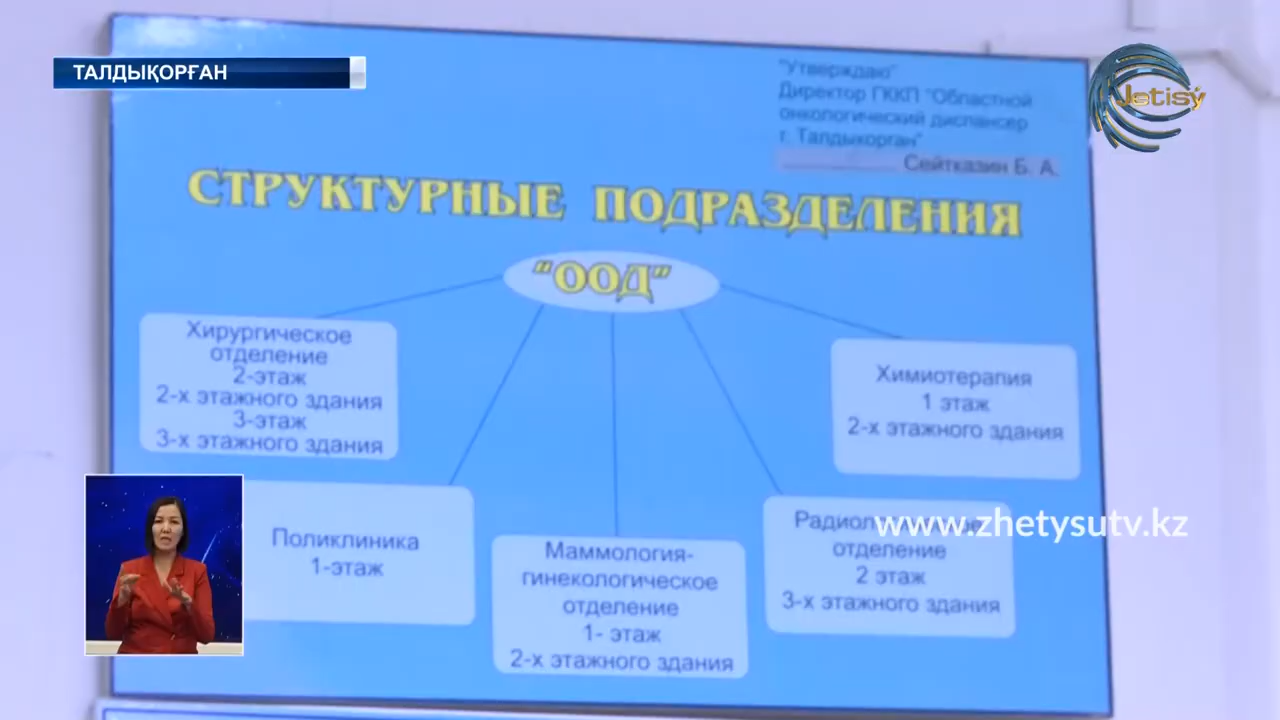 ТАЛДЫҚОРҒАН
Jetisý
"Утверждаю"
Директор ГККП "Областной
онкологический диспансер
г. Талдыкорган"
Сейтказин Б. А.
СТРУКТУРНЫЕ ПОДРАЗДЕЛЕНИЯ
"ООД"
Хирургическое
отделение
2-этаж
2-х этажного здания
3-этаж
3-х этажного здания
Химиотерапия
1 этаж
2-х этажного здания
Поликлиника
1-этаж
Маммология-
гинекологическое
отделение
1- этаж
2-х этажного здания
отделение
2 этаж
3-х этажного здания
www.zhetysutv.kz